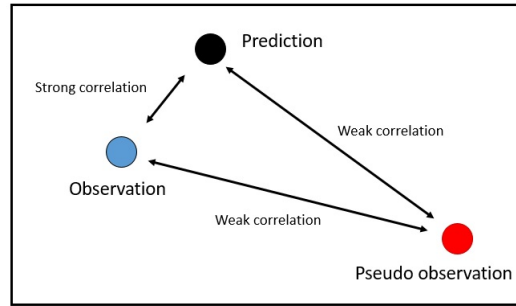 Prediction
Strong correlation
Weak correlation
Observation
Weak correlation
Pseudo observation